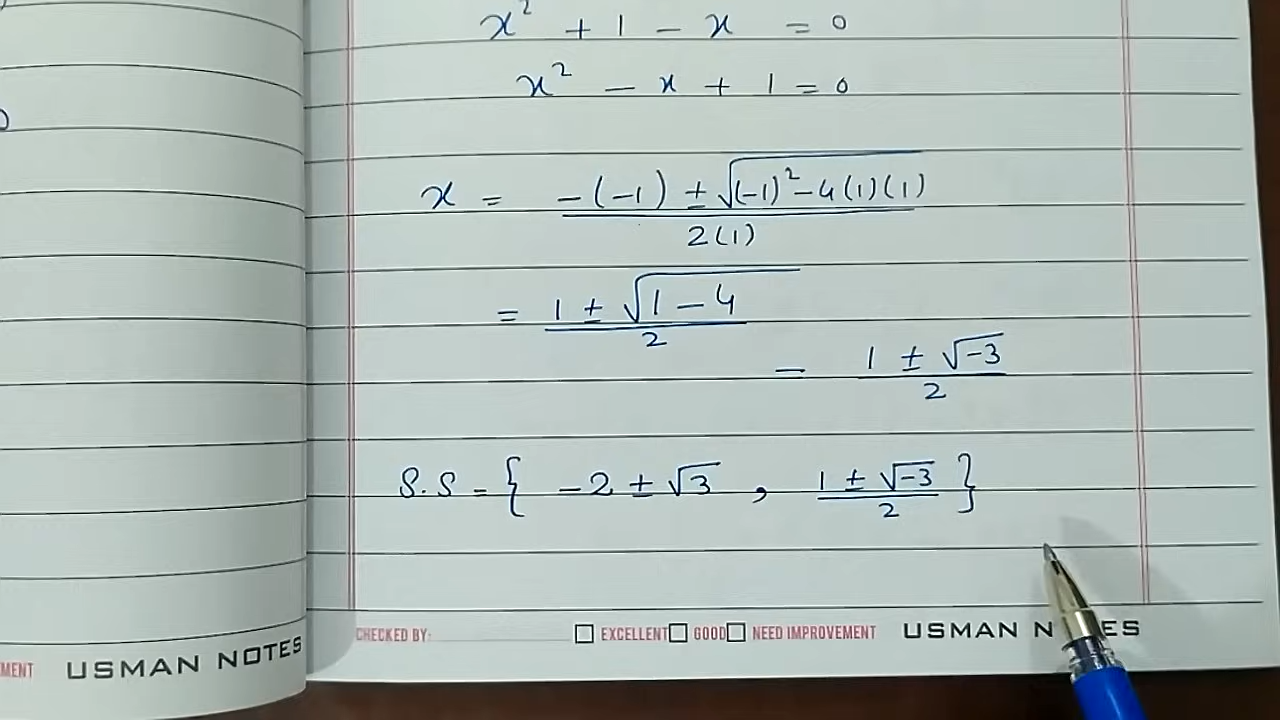 x² + 1 - x = 0
x² - x + 1 = 0
x = -(-1) ± √(-1)² - 4(1)(1)
2(1)
= 1 ± √1 - 4
2
= 1 ± √-3
2
S.S = { -2 ± √3 , 1 ± √-3 }
2
CHECKED BY: EXCELLENT GOOD NEED IMPROVEMENT USMAN N ES
MENT USMAN NOTES